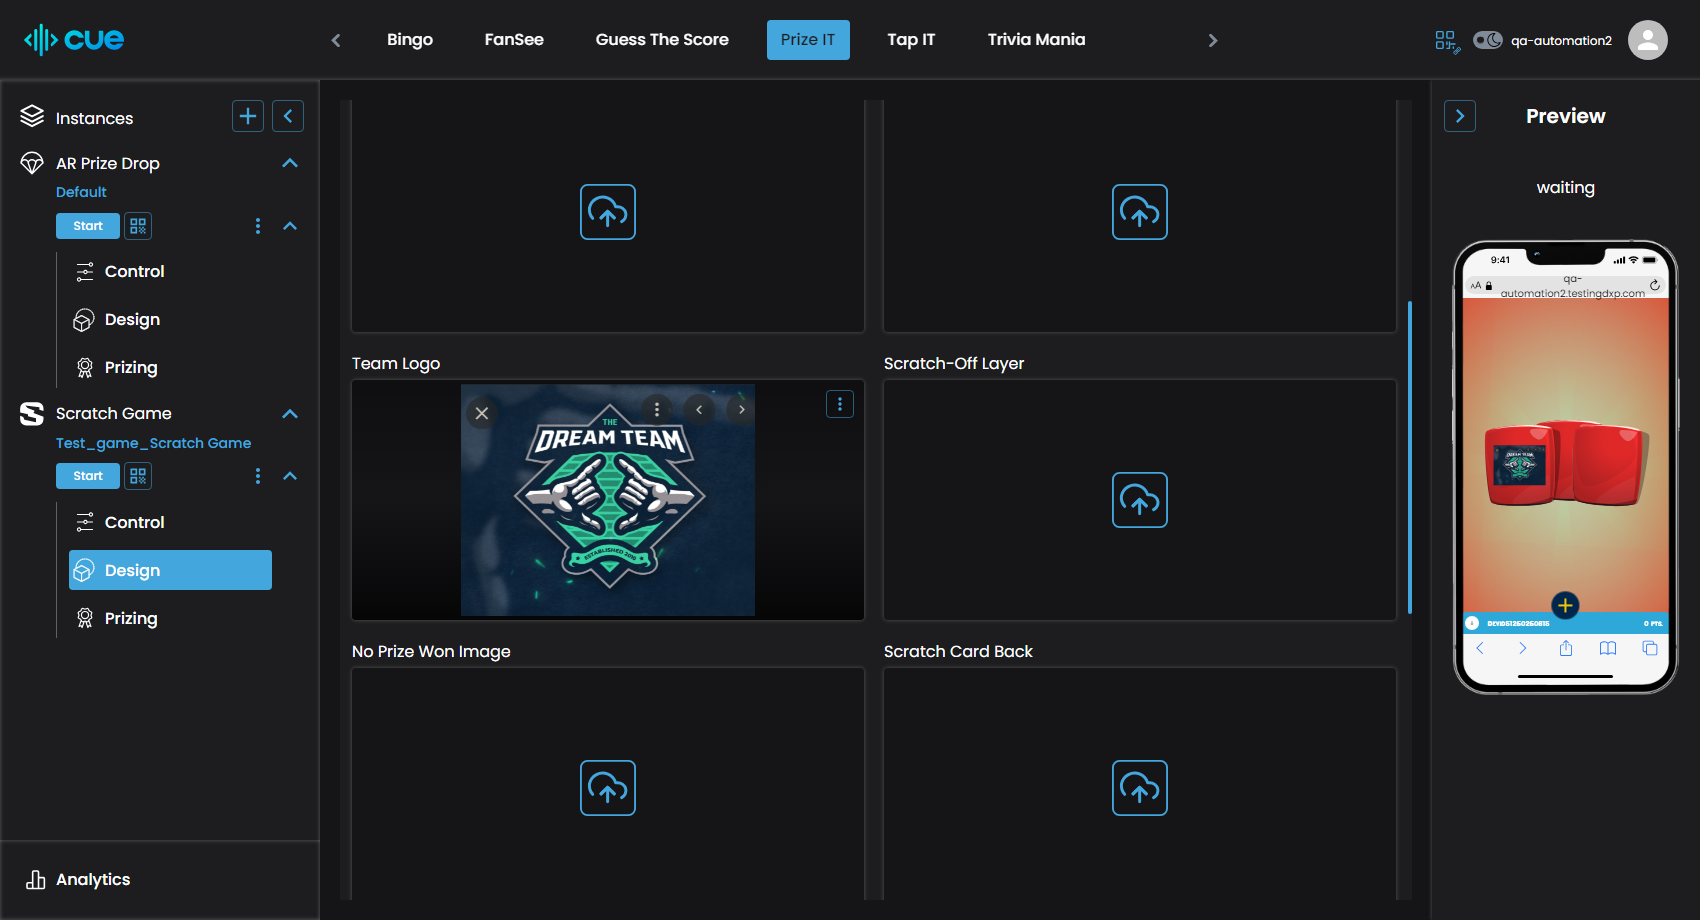 cue
Bingo
FanSee
Guess The Score
Prize IT
Tap IT
Trivia Mania
qa-automation2
Instances
AR Prize Drop
Default
Start
Control
Design
Prizing
Scratch Game
Test_game_Scratch Game
Start
Control
Design
Prizing
Analytics
Team Logo
THE
DREAM TEAM
ESTABLISHED 2019
Scratch-Off Layer
No Prize Won Image
Scratch Card Back
Preview
waiting
9:41
AA
qa-
automation2.testingdxp.com
DREAM TEAM
0 PTS.